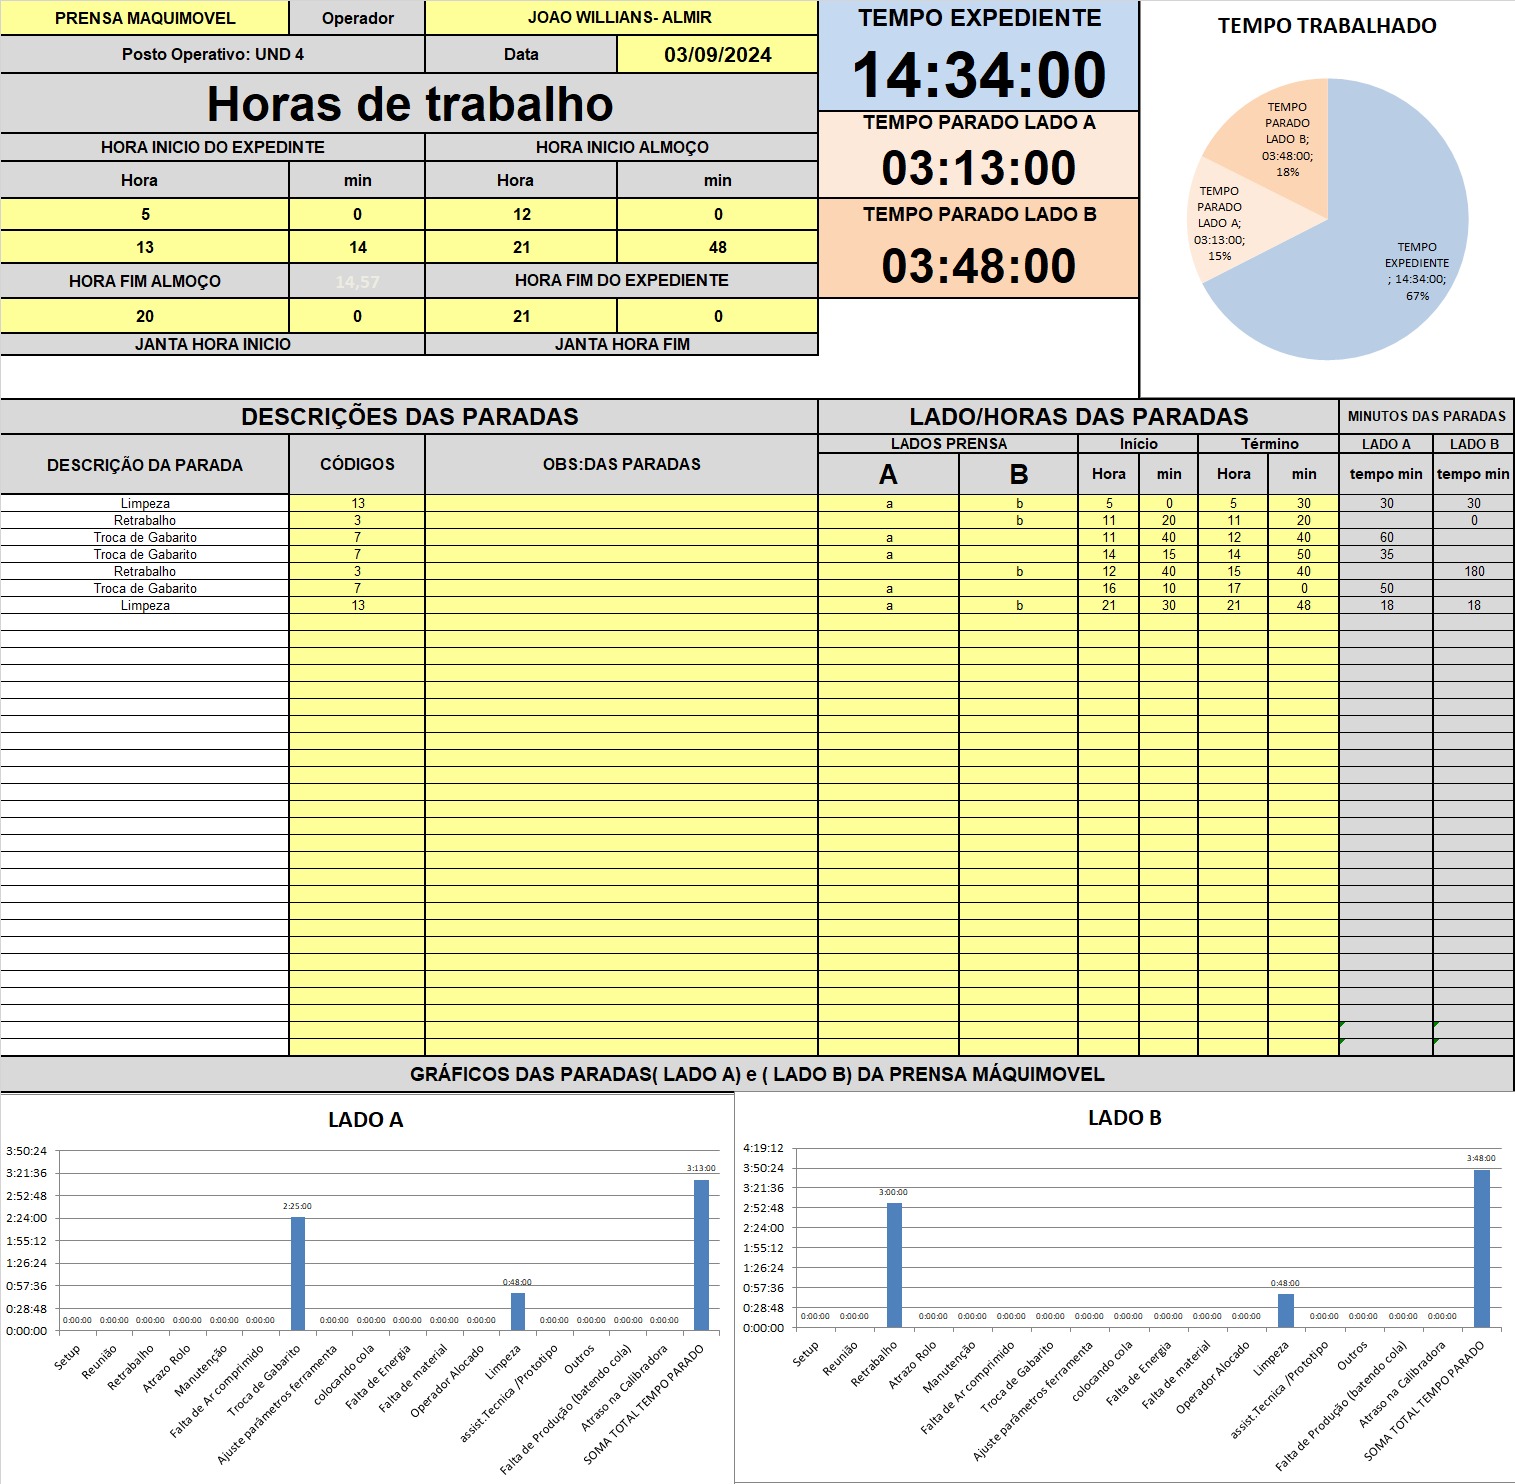 PRENSA MAQUIMOVEL Operador JOAO WILLIANS- ALMIR
Posto Operativo: UND 4 Data 03/09/2024
Horas de trabalho
HORA INICIO DO EXPEDINTE HORA INICIO ALMOÇO
Hora min Hora min
5 0 12 0
13 14 21 48
HORA FIM ALMOÇO 14,57 HORA FIM DO EXPEDIENTE
20 0 21 0
JANTA HORA INICIO JANTA HORA FIM
TEMPO EXPEDIENTE
14:34:00
TEMPO PARADO LADO A
03:13:00
TEMPO PARADO LADO B
03:48:00
TEMPO TRABALHADO
TEMPO
PARADO
LADO B;
03:48:00;
18%
TEMPO
PARADO
LADO A;
03:13:00;
15%
TEMPO
EXPEDIENTE
; 14:34:00;
67%
DESCRIÇÕES DAS PARADAS LADO/HORAS DAS PARADAS MINUTOS DAS PARADAS
DESCRIÇÃO DA PARADA CÓDIGOS OBS:DAS PARADAS LADOS PRENSA Início Término LADO A LADO B
A B Hora min Hora min tempo min tempo min
Limpeza 13 a b 5 0 5 30 30 30
Retrabalho 3 b 11 20 11 20 0
Troca de Gabarito 7 a 11 40 12 40 60
Troca de Gabarito 7 a 14 15 14 50 35
Retrabalho 3 b 12 40 15 40 180
Troca de Gabarito 7 a 16 10 17 0 50
Limpeza 13 a b 21 30 21 48 18 18
GRÁFICOS DAS PARADAS( LADO A) e ( LADO B) DA PRENSA MÁQUIMOVEL
LADO A
3:50:24
3:21:36
2:52:48
2:24:00
1:55:12
1:26:24
0:57:36
0:28:48
0:00:00
0:00:00 0:00:00 0:00:00 0:00:00 0:00:00 0:00:00 2:25:00 0:00:00 0:00:00 0:00:00 0:00:00 0:00:00 0:48:00 0:00:00 0:00:00 0:00:00 0:00:00 3:13:00
Setup
Reunião
Retrabalho
Atrazo Rolo
Manutenção
Falta de Ar comprimido
Troca de Gabarito
Ajuste parâmetros ferramenta
colocando cola
Falta de Energia
Falta de material
Operador Alocado
Limpeza
assist.Tecnica /Prototipo
Outros
Falta de Produção (batendo cola)
Atraso na Calibradora
SOMA TOTAL TEMPO PARADO
LADO B
4:19:12
3:50:24
3:21:36
2:52:48
2:24:00
1:55:12
1:26:24
0:57:36
0:28:48
0:00:00
0:00:00 0:00:00 3:00:00 0:00:00 0:00:00 0:00:00 0:00:00 0:00:00 0:00:00 0:00:00 0:00:00 0:00:00 0:48:00 0:00:00 0:00:00 0:00:00 0:00:00 3:48:00
Setup
Reunião
Retrabalho
Atrazo Rolo
Manutenção
Falta de Ar comprimido
Troca de Gabarito
Ajuste parâmetros ferramenta
colocando cola
Falta de Energia
Falta de material
Operador Alocado
Limpeza
assist.Tecnica /Prototipo
Outros
Falta de Produção (batendo cola)
Atraso na Calibradora
SOMA TOTAL TEMPO PARADO